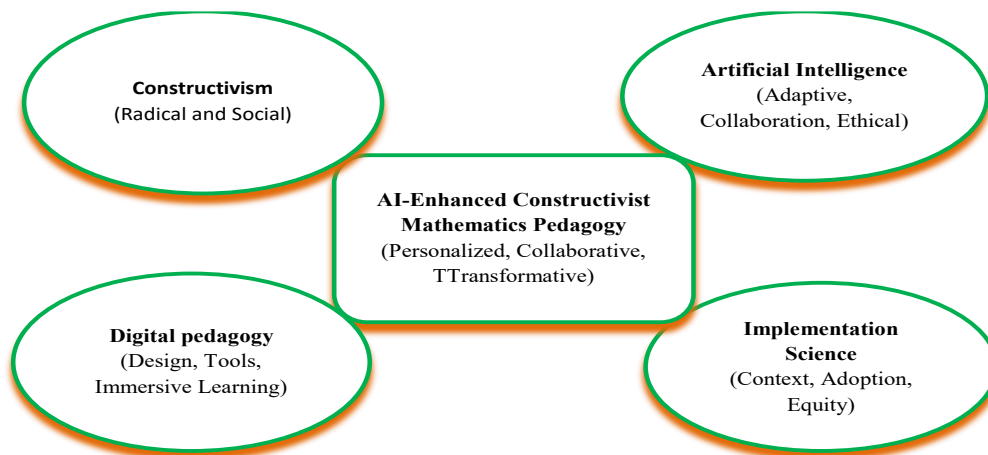 Constructivism
(Radical and Social)
Artificial Intelligence
(Adaptive,
Collaboration, Ethical)
AI-Enhanced Constructivist
Mathematics Pedagogy
(Personalized, Collaborative,
TTransformative)
Digital pedagogy
(Design, Tools,
Immersive Learning)
Implementation
Science
(Context, Adoption,
Equity)